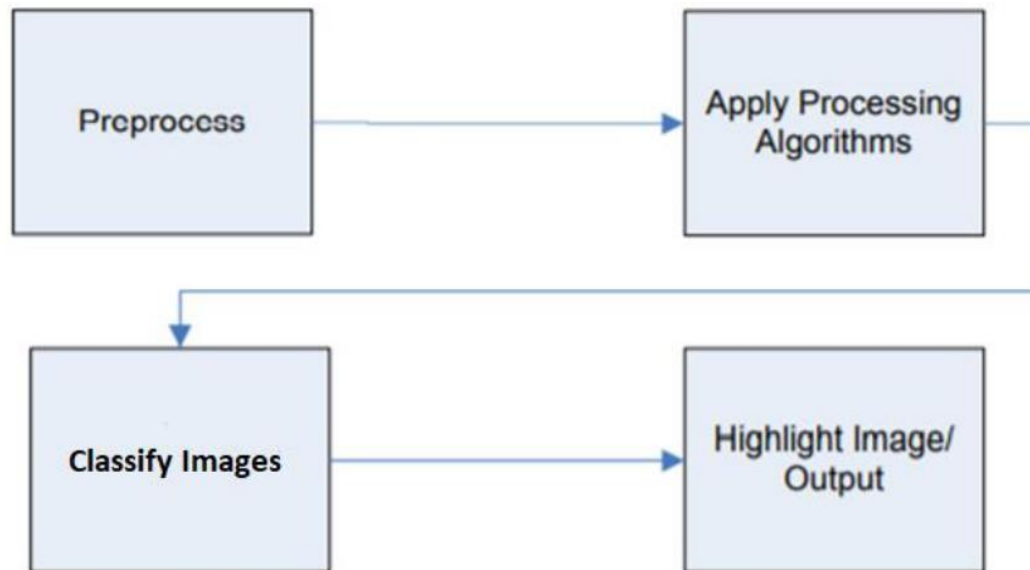 Preprocess
Apply Processing
Algorithms
Classify Images
Highlight Image/
Output